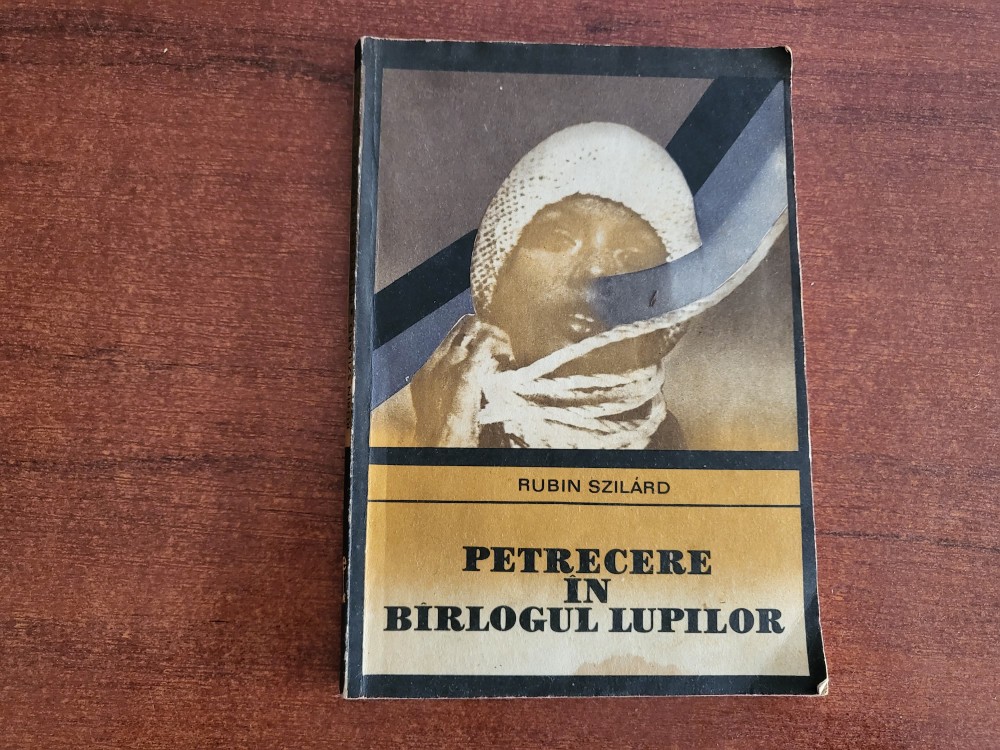 RUBIN SZILÁRD
PETRECERE
ÎN
BÎRLOGUL LUPILOR